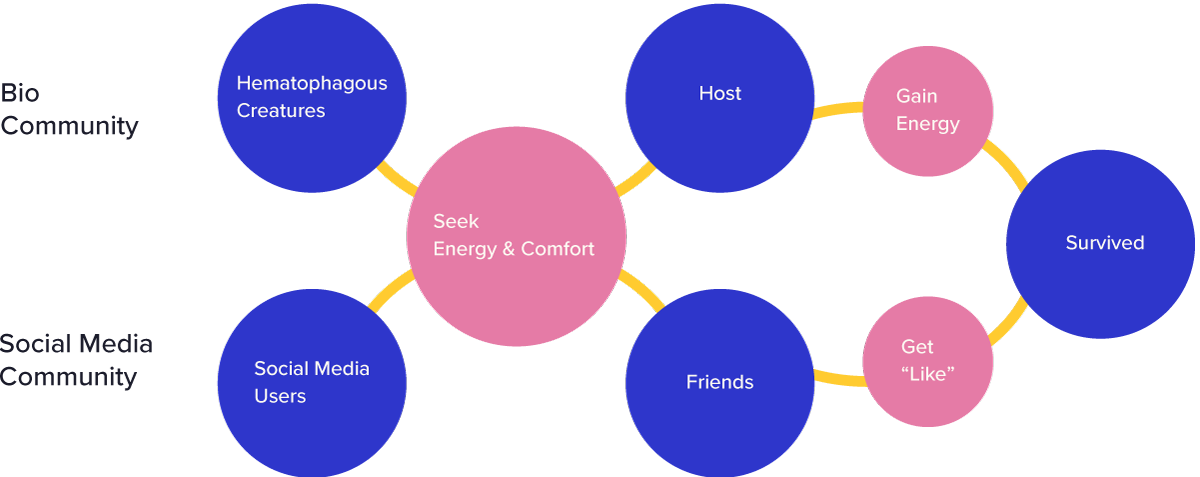 Bio
Community
Hematophagous
Creatures
Seek
Energy & Comfort
Host
Gain
Energy
Survived
Social Media
Community
Social Media
Users
Friends
Get
“Like”